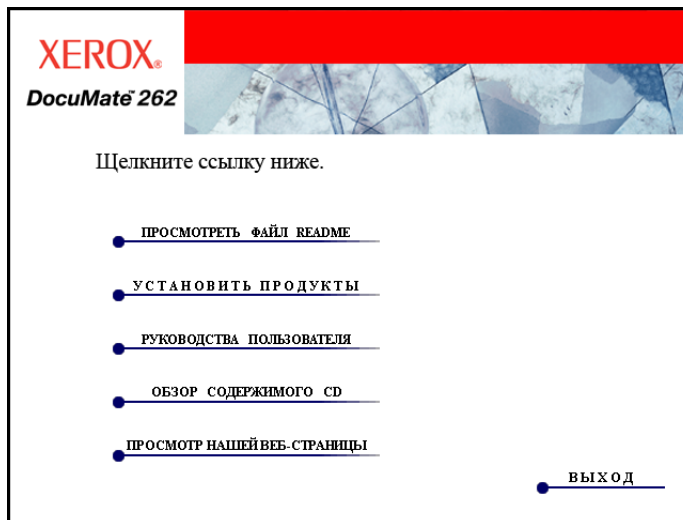 XEROX®
DocuMate™ 262
Щелкните ссылку ниже.
ПРОСМОТРЕТЬ ФАЙЛ README
УСТАНОВИТЬ ПРОДУКТЫ
РУКОВОДСТВА ПОЛЬЗОВАТЕЛЯ
ОБЗОР СОДЕРЖИМОГО CD
ПРОСМОТР НАШЕЙ ВЕБ-СТРАНИЦЫ
ВЫХОД